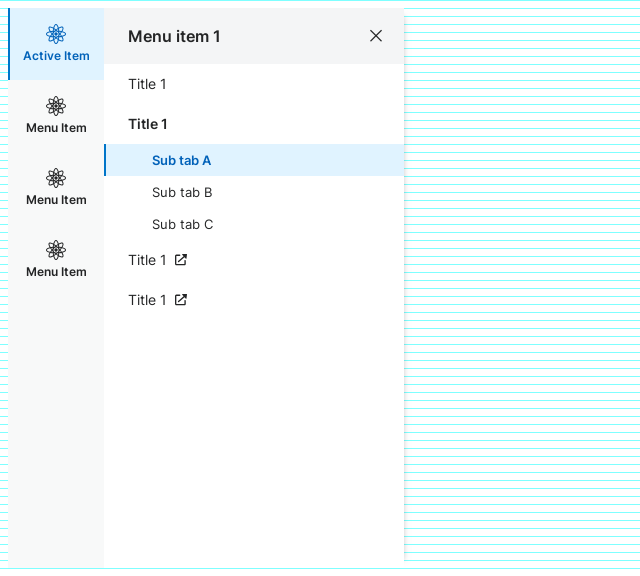 Active Item
Menu Item
Menu Item
Menu Item
Menu item 1
Title 1
Title 1
Sub tab A
Sub tab B
Sub tab C
Title 1
Title 1